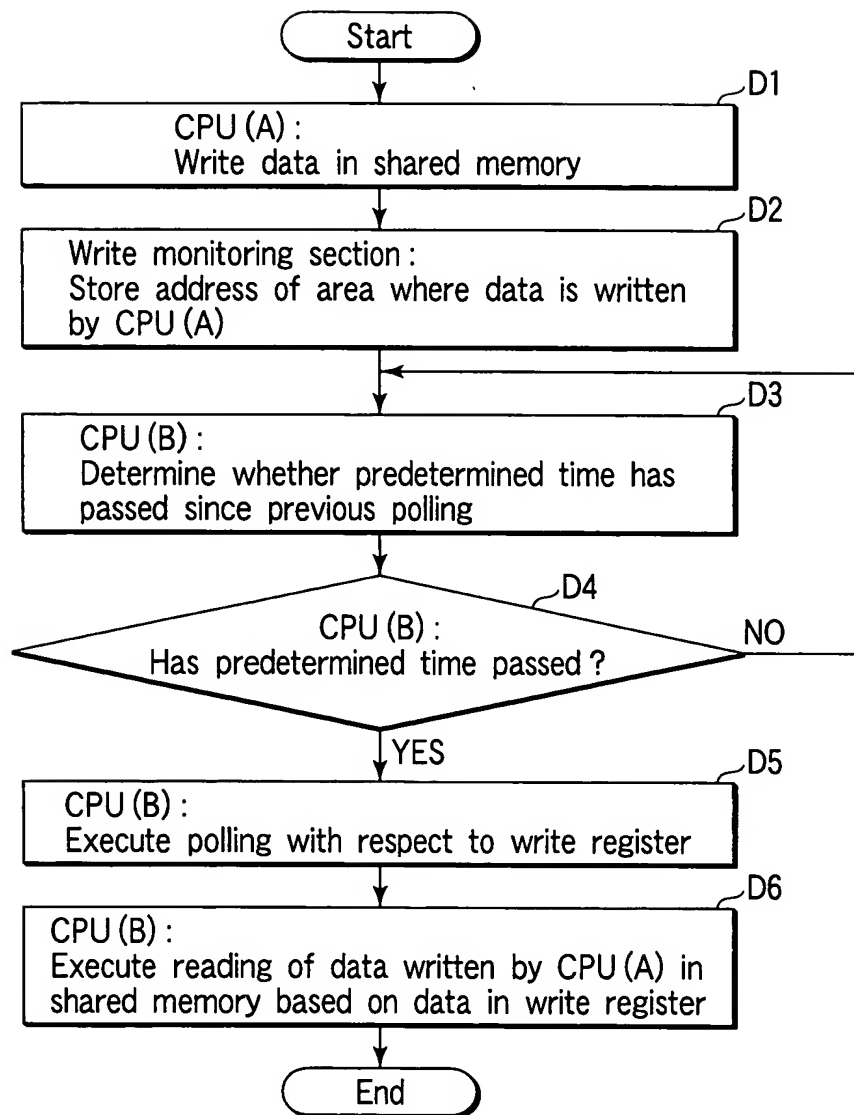 Start
D1
CPU(A):
Write data in shared memory
D2
Write monitoring section:
Store address of area where data is written
by CPU(A)
D3
CPU(B):
Determine whether predetermined time has
passed since previous polling
D4
CPU(B):
Has predetermined time passed?
NO
YES
D5
CPU(B):
Execute polling with respect to write register
D6
CPU(B):
Execute reading of data written by CPU(A) in
shared memory based on data in write register
End